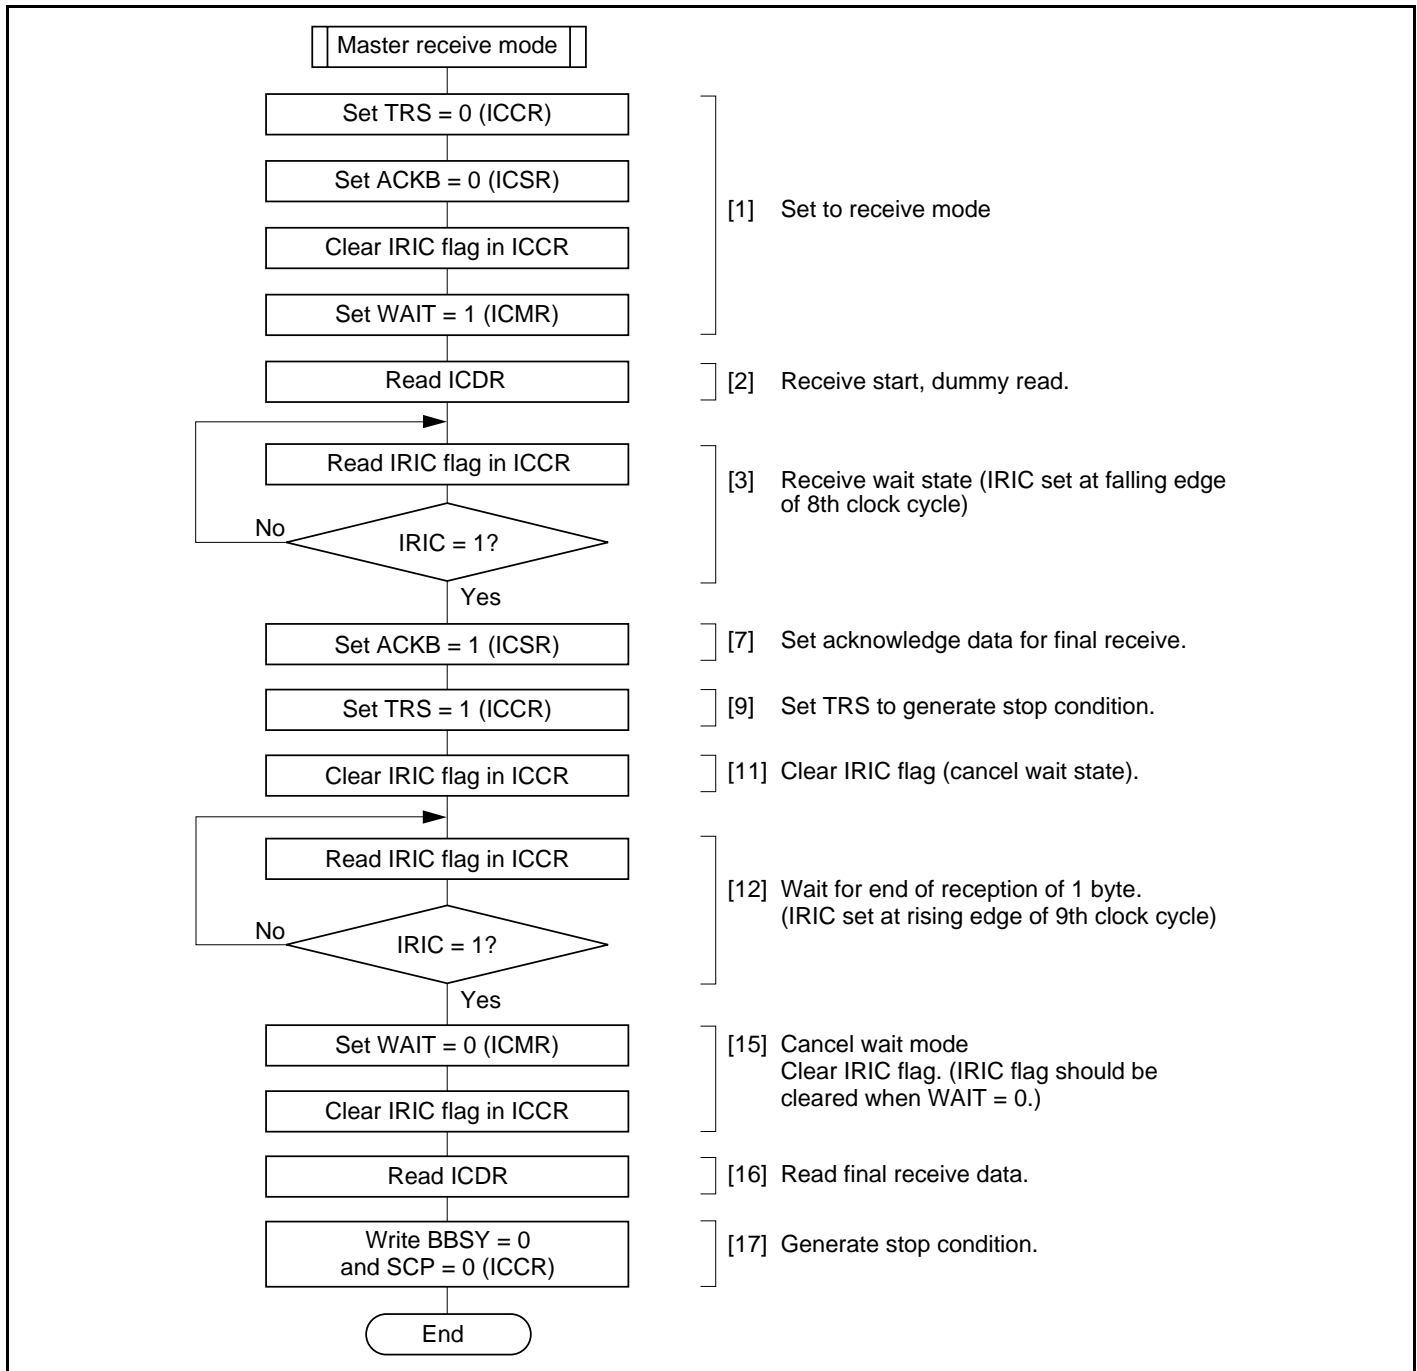 Master receive mode
Set TRS = 0 (ICCR)
Set ACKB = 0 (ICSR)
[1] Set to receive mode
Clear IRIC flag in ICCR
Set WAIT = 1 (ICMR)
Read ICDR
[2] Receive start, dummy read.
Read IRIC flag in ICCR
[3] Receive wait state (IRIC set at falling edge
of 8th clock cycle)
No
IRIC = 1?
Yes
Set ACKB = 1 (ICSR)
[7] Set acknowledge data for final receive.
Set TRS = 1 (ICCR)
[9] Set TRS to generate stop condition.
Clear IRIC flag in ICCR
[11] Clear IRIC flag (cancel wait state).
Read IRIC flag in ICCR
[12] Wait for end of reception of 1 byte.
(IRIC set at rising edge of 9th clock cycle)
No
IRIC = 1?
Yes
Set WAIT = 0 (ICMR)
[15] Cancel wait mode
Clear IRIC flag. (IRIC flag should be
cleared when WAIT = 0.)
Clear IRIC flag in ICCR
Read ICDR
[16] Read final receive data.
Write BBSY = 0
and SCP = 0 (ICCR)
[17] Generate stop condition.
End